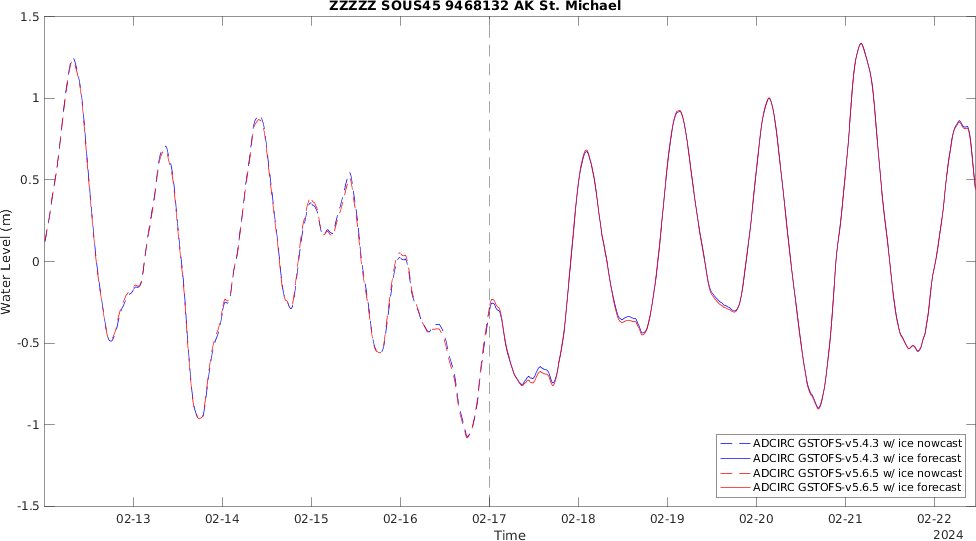 ZZZZZ SOUS45 9468132 AK St. Michael
1.5
1
0.5
0
-0.5
-1
-1.5
Water Level (m)
02-13
02-14
02-15
02-16
02-17
02-18
02-19
02-20
02-21
02-22
2024
Time
ADCIRC GSTOFS-v5.4.3 w/ ice nowcast
ADCIRC GSTOFS-v5.4.3 w/ ice forecast
ADCIRC GSTOFS-v5.6.5 w/ ice nowcast
ADCIRC GSTOFS-v5.6.5 w/ ice forecast